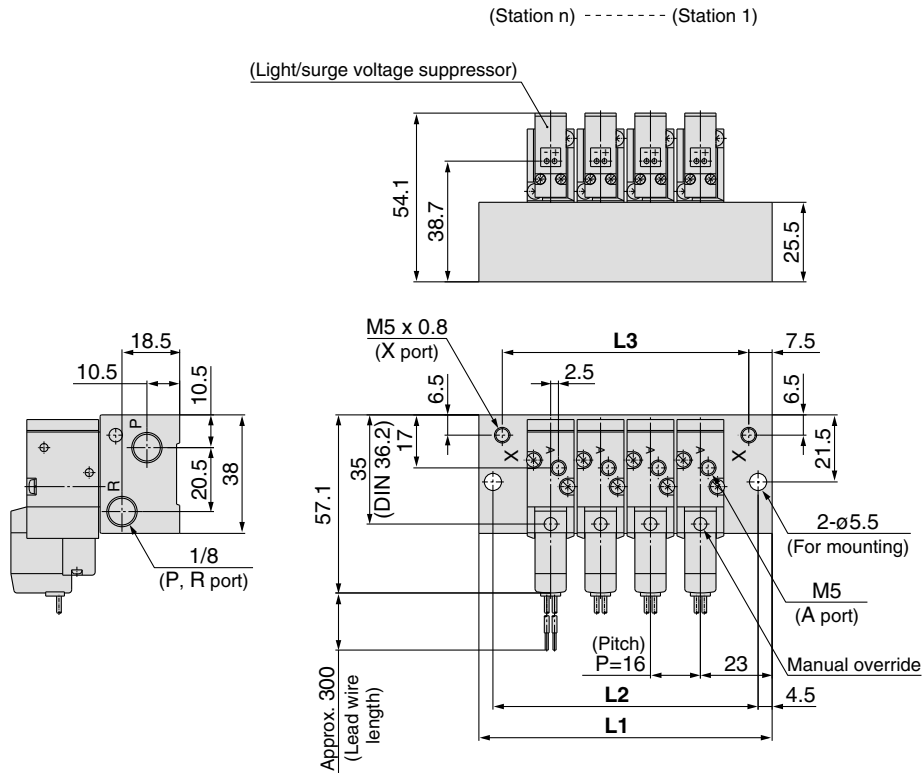 (Station n) -------- (Station 1)
(Light/surge voltage suppressor)
- +
- +
- +
- +
54.1
38.7
25.5
M5 x 0.8
(X port)
L3
7.5
18.5
10.5
10.5
2.5
6.5
6.5
P
R
20.5
38
57.1
35
(DIN 36.2)
17
21.5
X
A
A
A
A
X
1/8
(P, R port)
2-ø5.5
(For mounting)
M5
(A port)
Manual override
(Pitch)
P=16
23
L2
4.5
L1
Approx. 300
(Lead wire
length)